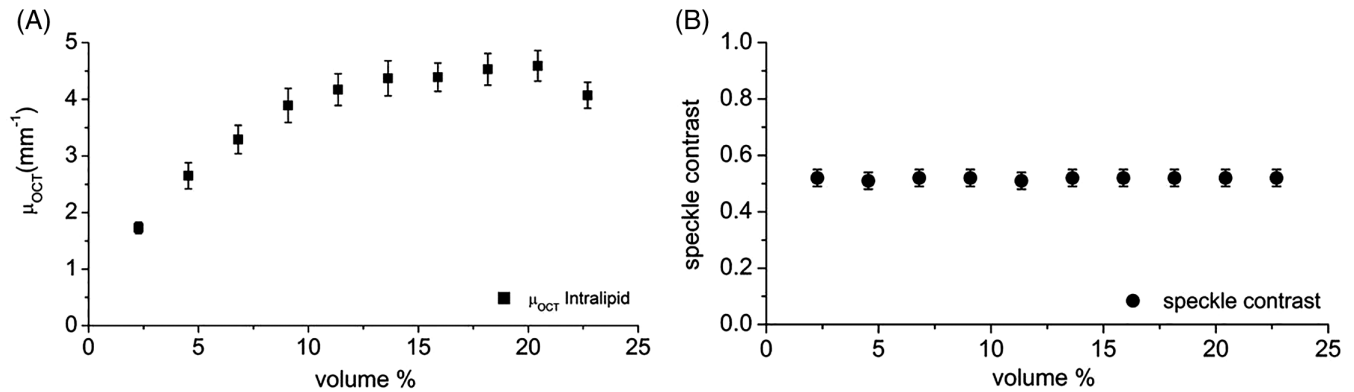 (A)
5
4
3
2
1
0
μOCT(mm-1)
0 5 10 15 20 25
volume %
μOCT Intralipid
(B)
1.0
0.8
0.6
0.4
0.2
0.0
speckle contrast
0 5 10 15 20 25
volume %
speckle contrast